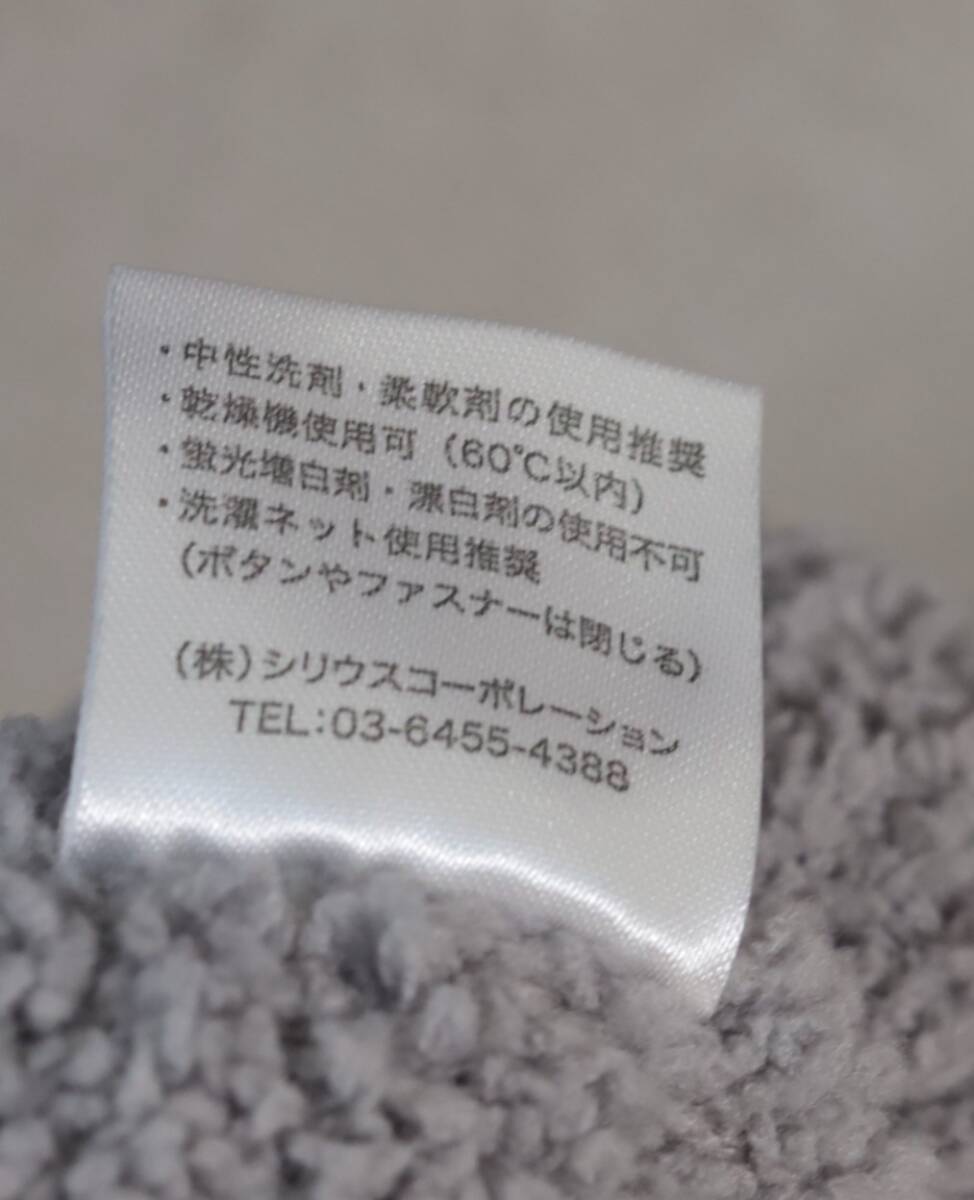 ・中性洗剤・柔軟剤の使用推奨
・乾燥機使用可（60℃以内）
・蛍光増白剤・漂白剤の使用不可
・洗濯ネット使用推奨
（ボタンやファスナーは閉じる）
（株）シリウスコーポレーション
TEL:03-6455-4388